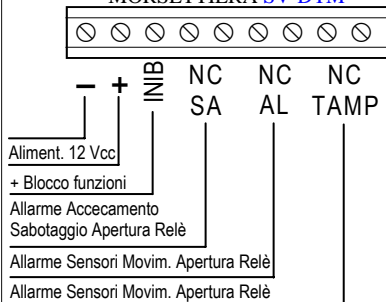 MORSETTIERA SV-DTM
− + INIB NC NC NC
SA AL TAMP
Aliment. 12 Vcc
+ Blocco funzioni
Allarme Accecamento
Sabotaggio Apertura Relè
Allarme Sensori Movim. Apertura Relè
Allarme Sensori Movim. Apertura Relè